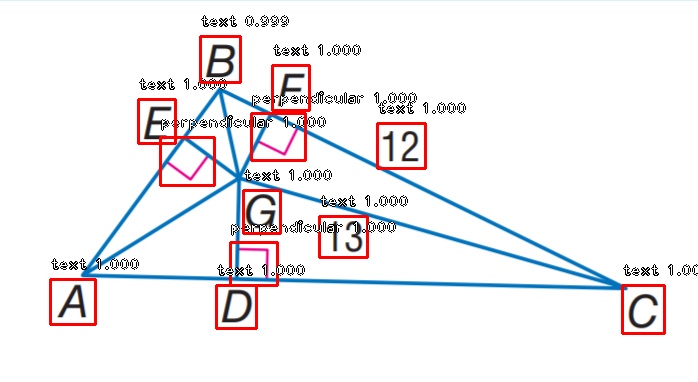 text 0.999
B
text 1.000
F
text 1.000
perpendicular 1.000
text 1.000
E
perpendicular 1.000
12
text 1.000
G
text 1.000
perpendicular 1.000
13
text 1.000
A
text 1.000
D
text 1.00
C